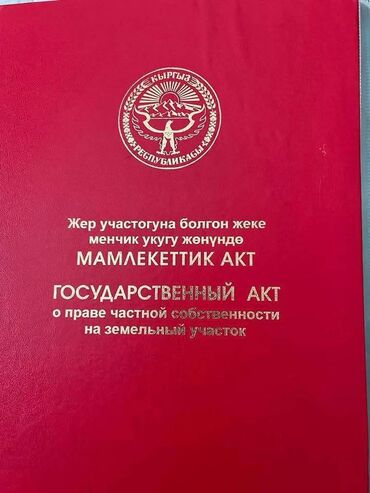 КЫРГЫЗ
РЕСПУБЛИКАСЫ
Жер участогуна болгон жеке
менчик укугу жөнүндө
МАМЛЕКЕТТИК АКТ
ГОСУДАРСТВЕННЫЙ АКТ
о праве частной собственности
на земельный участок